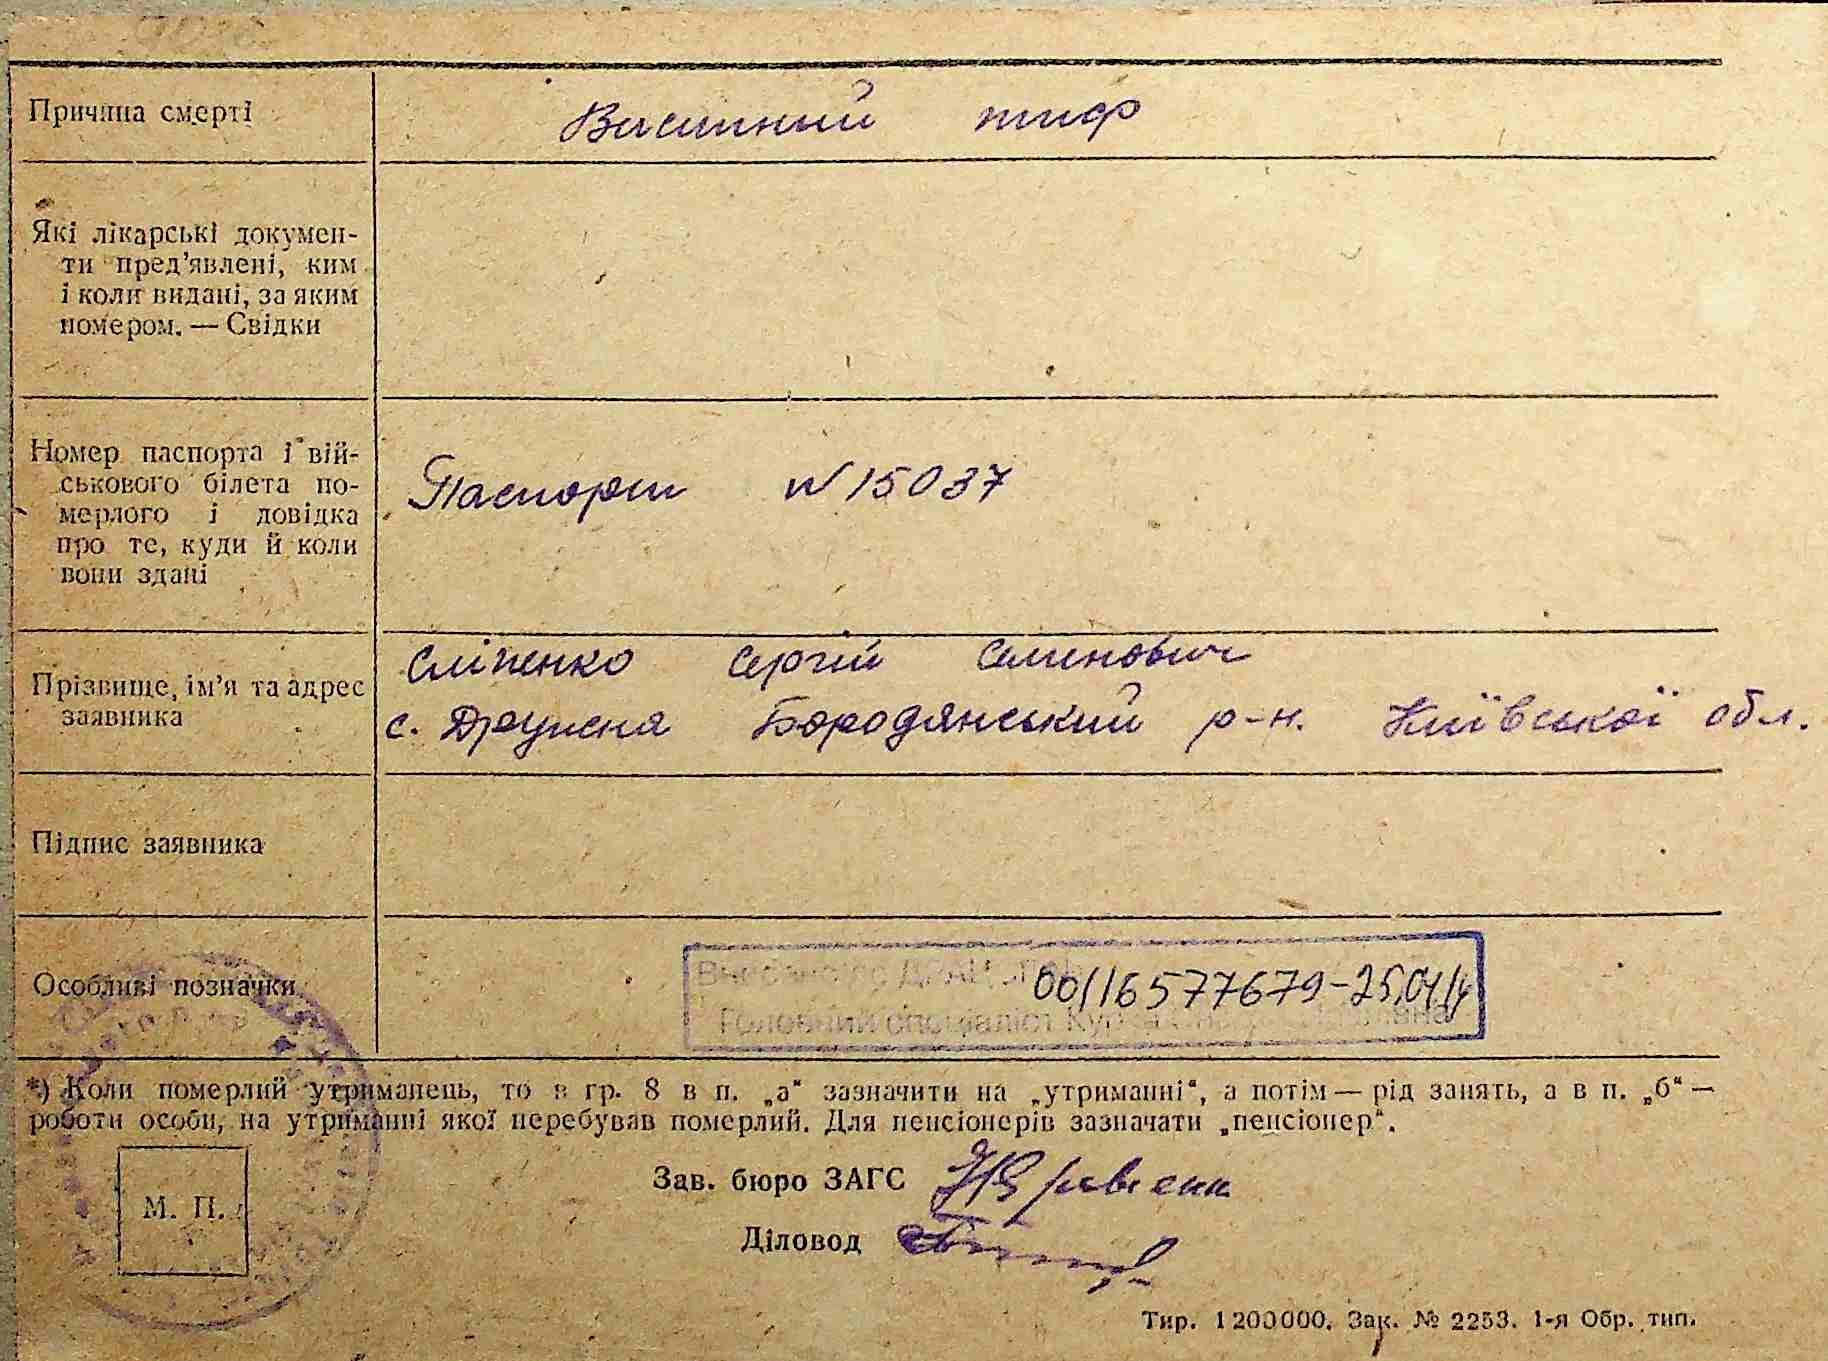 Причина смерті
Висипний тиф
Які лікарські докумен-
ти пред’явлені, ким
і коли видані, за яким
номером. — Свідки
Номер паспорта і вій-
ськового білета по-
мерлого і довідка
про те, куди й коли
вони здані
Паспорт N 15037
Прізвище, ім’я та адрес
заявника
Сліпенко Сергій Семенович
с. Дружня Бородянський р-н. Київської обл.
Підпис заявника
Особливі позначки
Внесено до
00116577679-25,04,14
Головний спеціаліст
*) Коли померлий утриманець, то в гр. 8 в п. „а“ зазначити на „утриманні“, а потім — рід занять, а в п. „б“ —
роботи особи, на утриманні якої перебував померлий. Для пенсіонерів зазначати „пенсіонер“.
М. П.
Зав. бюро ЗАГС
Діловод
Тир. 1200000. Зак. № 2253. 1-я Обр. тип.